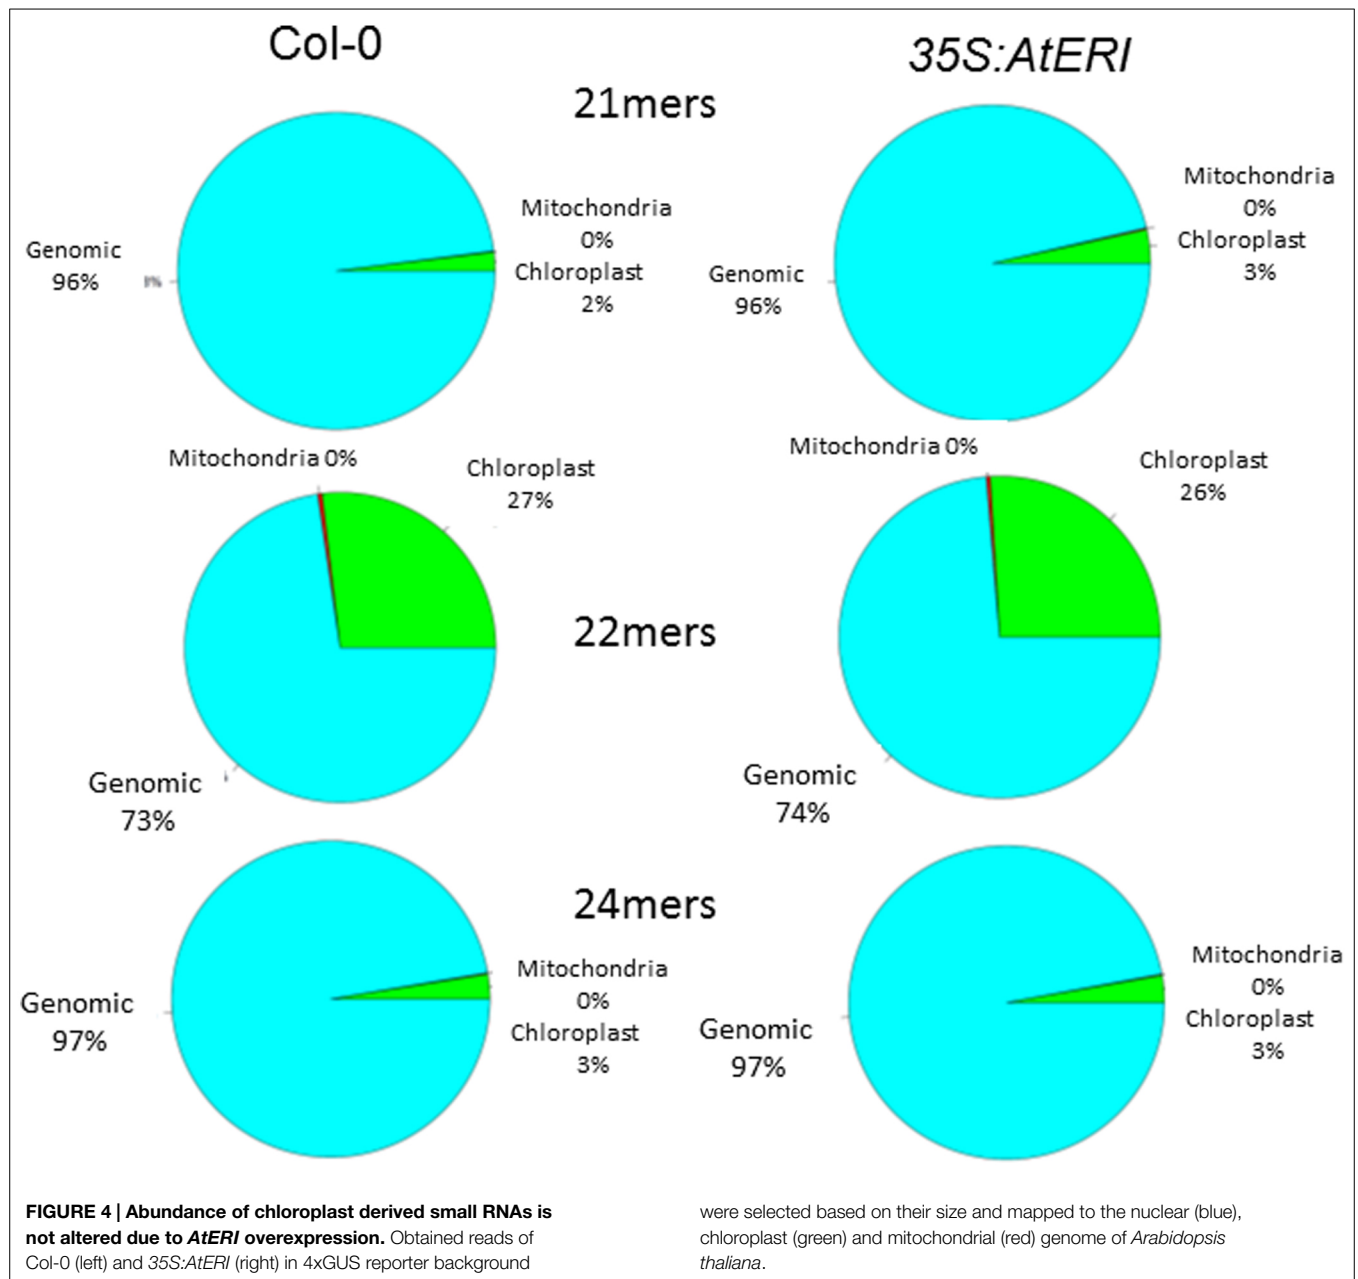 Col-0
35S:AtERI
21mers
Genomic
96%
Mitochondria
0%
Chloroplast
2%
Genomic
96%
Mitochondria
0%
Chloroplast
3%
22mers
Mitochondria 0%
Chloroplast
27%
Genomic
73%
Mitochondria 0%
Chloroplast
26%
Genomic
74%
24mers
Genomic
97%
Mitochondria
0%
Chloroplast
3%
Genomic
97%
Mitochondria
0%
Chloroplast
3%
FIGURE 4 | Abundance of chloroplast derived small RNAs is
not altered due to AtERI overexpression. Obtained reads of
Col-0 (left) and 35S:AtERI (right) in 4xGUS reporter background
were selected based on their size and mapped to the nuclear (blue),
chloroplast (green) and mitochondrial (red) genome of Arabidopsis
thaliana.